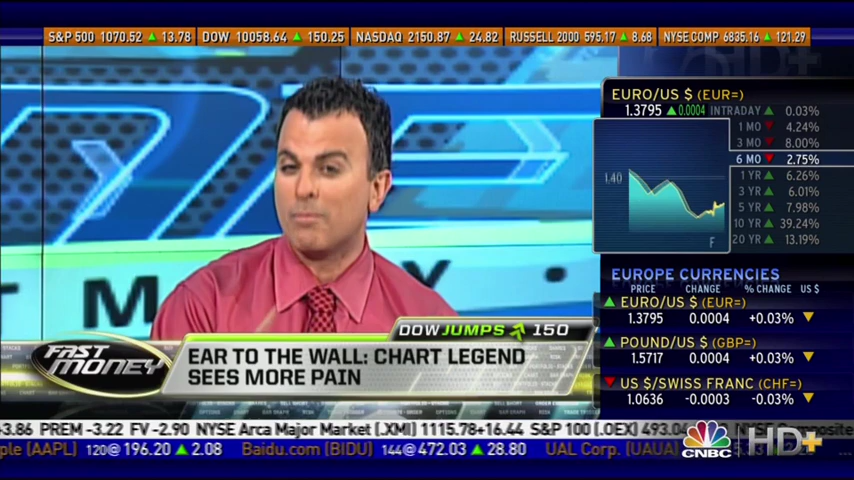 S&P 500 1070.52 ▲ 13.78 DOW 10058.64 ▲ 150.25 NASDAQ 2150.87 ▲ 24.82 RUSSELL 2000 595.17 ▲ 8.68 NYSE COMP 6835.16 ▲ 121.29
HD+
EURO/US $ (EUR=)
1.3795 ▲ 0.0004 INTRADAY ▲ 0.03%
1 MO ▼ 4.24%
3 MO ▼ 8.00%
6 MO ▼ 2.75%
1 YR ▲ 6.26%
3 YR ▲ 6.01%
5 YR ▲ 7.98%
10 YR ▲ 39.24%
20 YR ▲ 13.19%
1.40
F
EUROPE CURRENCIES
PRICE CHANGE % CHANGE US $
▲ EURO/US $ (EUR=)
1.3795 0.0004 +0.03% ▼
▲ POUND/US $ (GBP=)
1.5717 0.0004 +0.03% ▼
▼ US $/SWISS FRANC (CHF=)
1.0636 -0.0003 -0.03% ▼
M
DOW JUMPS 150
FAST MONEY
EAR TO THE WALL: CHART LEGEND
SEES MORE PAIN
3.86 PREM -3.22 FV -2.90 NYSE Arca Major Market (.XMI) 1115.78+16.44 S&P 100 (.OEX) 493.04
ple (AAPL) 120@196.20 ▲ 2.08 Baidu.com (BIDU) 144@472.03 ▲ 28.80 UAL Corp. (UAUA)
CNBC HD+